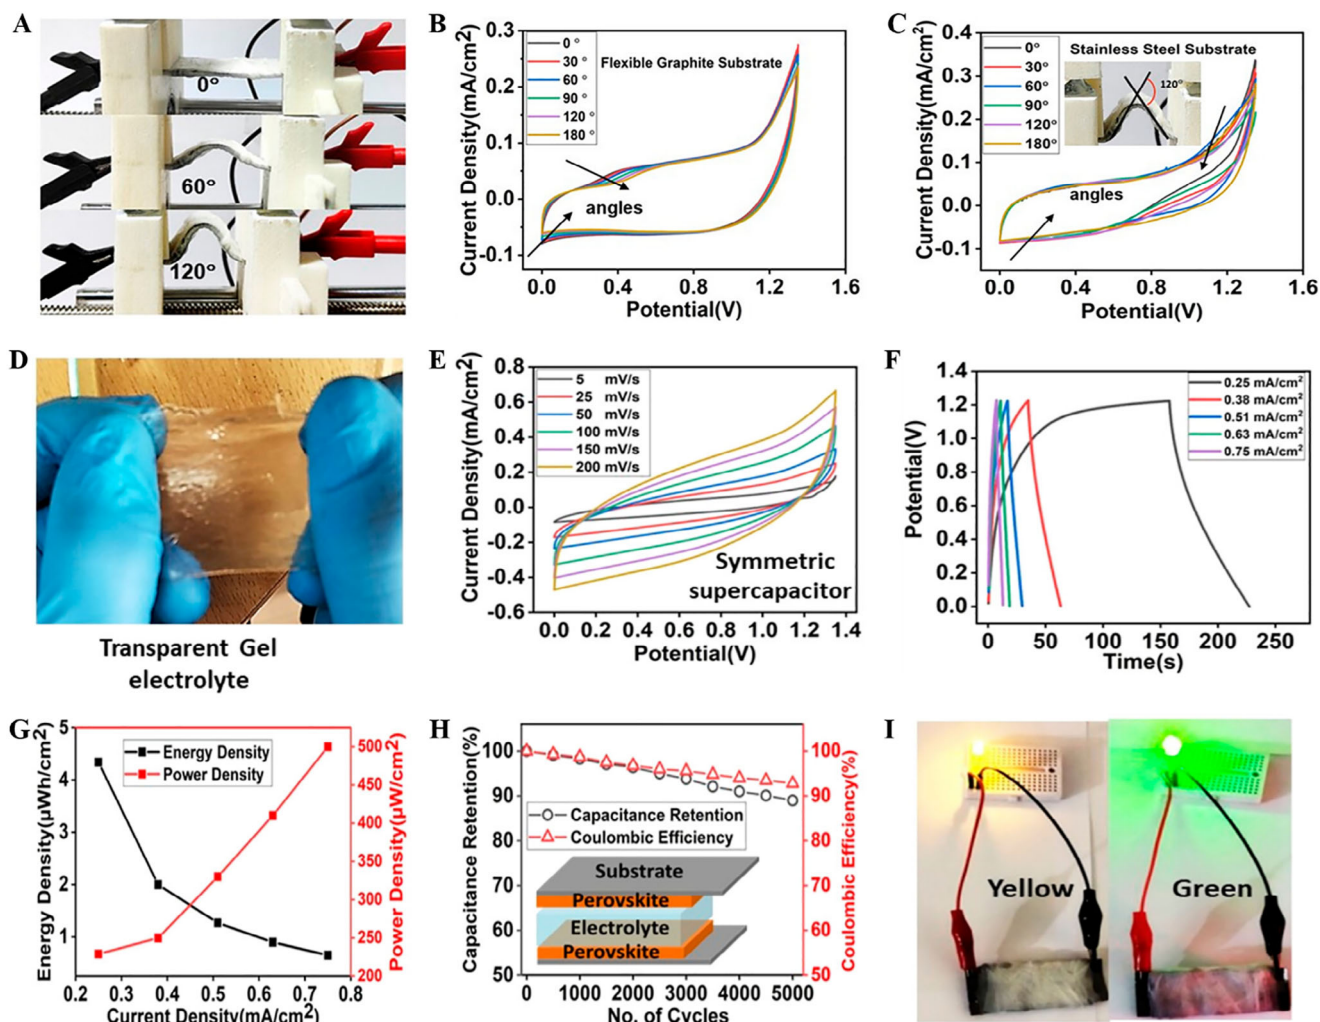 A
0°
60°
120°
B
Current Density(mA/cm²)
0.3
0.2
0.1
0.0
-0.1
0 °
30 °
60 °
90 °
120 °
180 °
Flexible Graphite Substrate
angles
0.0 0.4 0.8 1.2 1.6
Potential(V)
C
Current Density(mA/cm²)
0.4
0.3
0.2
0.1
0.0
-0.1
0°
30°
60°
90°
120°
180°
Stainless Steel Substrate
120°
angles
0.0 0.4 0.8 1.2 1.6
Potential(V)
D
Transparent Gel
electrolyte
E
Current Density(mA/cm²)
0.8
0.6
0.4
0.2
0.0
-0.2
-0.4
-0.6
5 mV/s
25 mV/s
50 mV/s
100 mV/s
150 mV/s
200 mV/s
Symmetric
supercapacitor
0.0 0.2 0.4 0.6 0.8 1.0 1.2 1.4
Potential(V)
F
Potential(V)
1.4
1.2
1.0
0.8
0.6
0.4
0.2
0.0
0.25 mA/cm²
0.38 mA/cm²
0.51 mA/cm²
0.63 mA/cm²
0.75 mA/cm²
0 50 100 150 200 250
Time(s)
G
Energy Density(μWh/cm²)
5
4
3
2
1
Energy Density
Power Density
500
450
400
350
300
250
200
Power Density(μW/cm²)
0.2 0.3 0.4 0.5 0.6 0.7 0.8
Current Density(mA/cm²)
H
Capacitance Retention(%)
100
90
80
70
60
50
Capacitance Retention
Coulombic Efficiency
Substrate
Perovskite
Electrolyte
Perovskite
100
90
80
70
60
50
Coulombic Efficiency(%)
0 1000 2000 3000 4000 5000
No. of Cycles
I
Yellow
Green